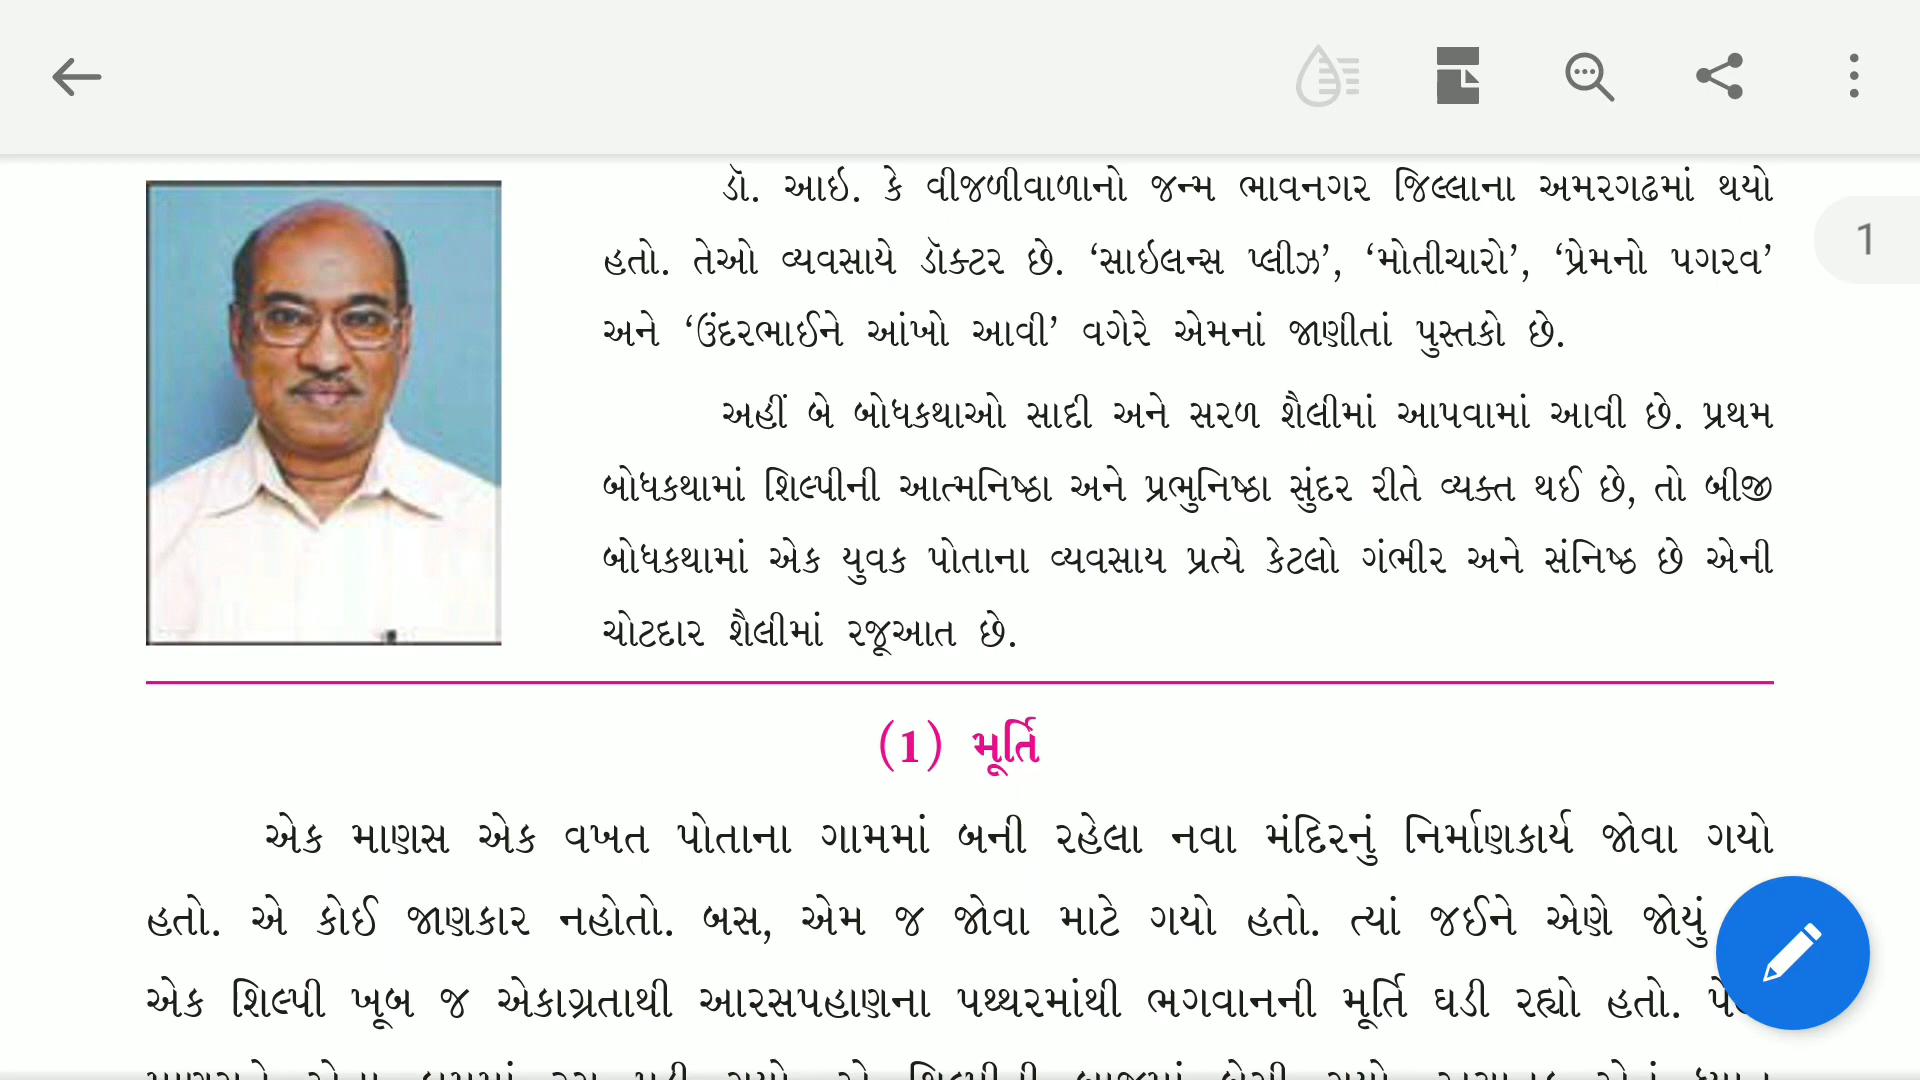 1
ડૉ. આઇ. કે વીજળીવાળાનો જન્મ ભાવનગર જિલ્લાના અમરગઢમાં થયો
હતો. તેઓ વ્યવસાયે ડૉક્ટર છે. ‘સાઇલન્સ પ્લીઝ’, ‘મોતીચારો’, ‘પ્રેમનો પગરવ’
અને ‘ઉંદરભાઈને આંખો આવી’ વગેરે એમનાં જાણીતાં પુસ્તકો છે.
અહીં બે બોધકથાઓ સાદી અને સરળ શૈલીમાં આપવામાં આવી છે. પ્રથમ
બોધકથામાં શિલ્પીની આત્મનિષ્ઠા અને પ્રભુનિષ્ઠા સુંદર રીતે વ્યક્ત થઈ છે, તો બીજી
બોધકથામાં એક યુવક પોતાના વ્યવસાય પ્રત્યે કેટલો ગંભીર અને સંનિષ્ઠ છે એની
ચોટદાર શૈલીમાં રજૂઆત છે.
(1) મૂર્તિ
એક માણસ એક વખત પોતાના ગામમાં બની રહેલા નવા મંદિરનું નિર્માણકાર્ય જોવા ગયો
હતો. એ કોઈ જાણકાર નહોતો. બસ, એમ જ જોવા માટે ગયો હતો. ત્યાં જઈને એણે જોયું
એક શિલ્પી ખૂબ જ એકાગ્રતાથી આરસપહાણના પથ્થરમાંથી ભગવાનની મૂર્તિ ઘડી રહ્યો હતો.